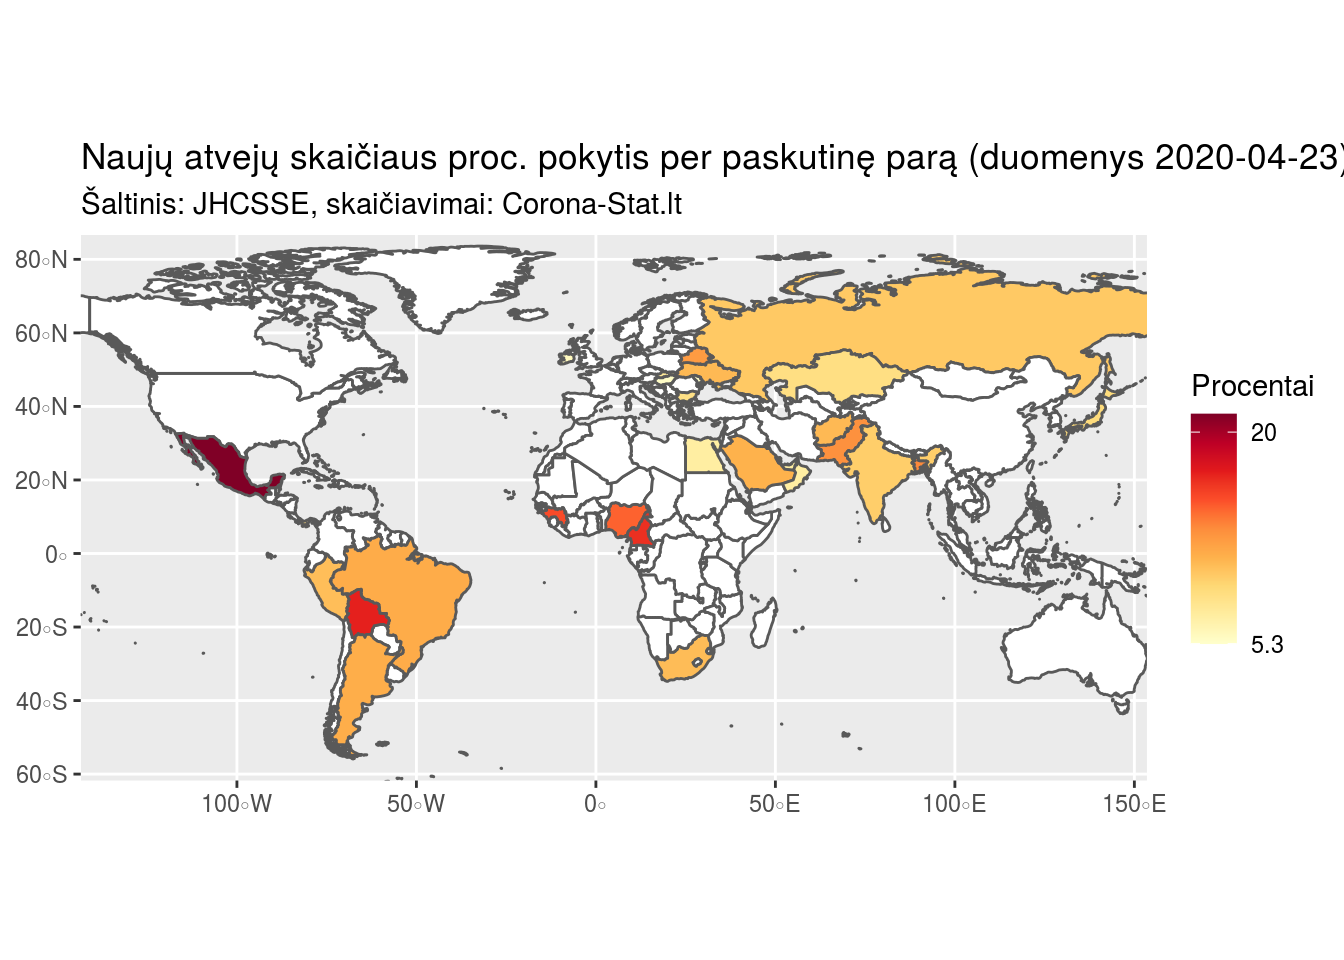 Naujų atvejų skaičiaus proc. pokytis per paskutinę parą (duomenys 2020-04-23)
Šaltinis: JHCSSE, skaičiavimai: Corona-Stat.lt
80°N
60°N
40°N
20°N
0°
20°S
40°S
60°S
100°W
50°W
0°
50°E
100°E
150°E
Procentai
20
5.3